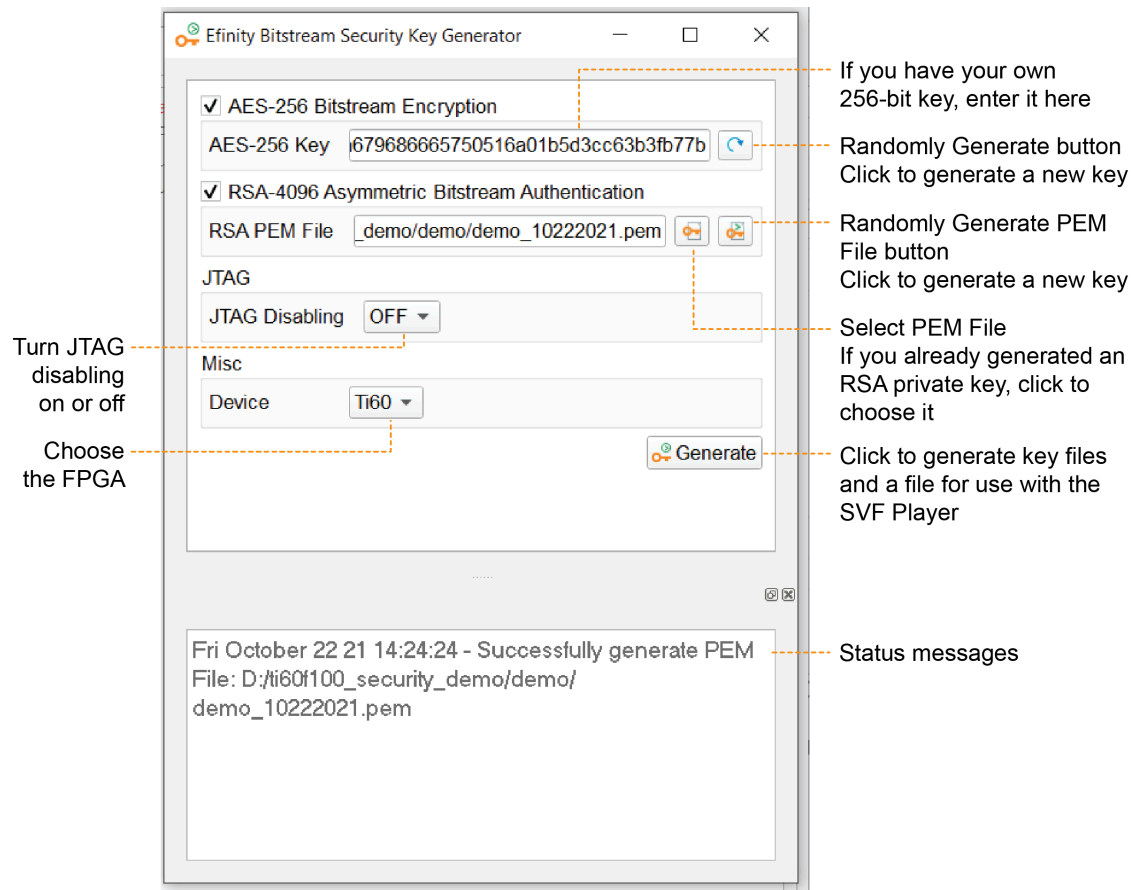 Efinity Bitstream Security Key Generator
AES-256 Bitstream Encryption
AES-256 Key
679686665750516a01b5d3cc63b3fb77b
RSA-4096 Asymmetric Bitstream Authentication
RSA PEM File
_demo/demo/demo_10222021.pem
JTAG
JTAG Disabling
OFF
Misc
Device
Ti60
Generate
Fri October 22 21 14:24:24 - Successfully generate PEM
File: D:/ti60f100_security_demo/demo/
demo_10222021.pem
Turn JTAG
disabling
on or off
Choose
the FPGA
If you have your own
256-bit key, enter it here
Randomly Generate button
Click to generate a new key
Randomly Generate PEM
File button
Click to generate a new key
Select PEM File
If you already generated an
RSA private key, click to
choose it
Click to generate key files
and a file for use with the
SVF Player
Status messages